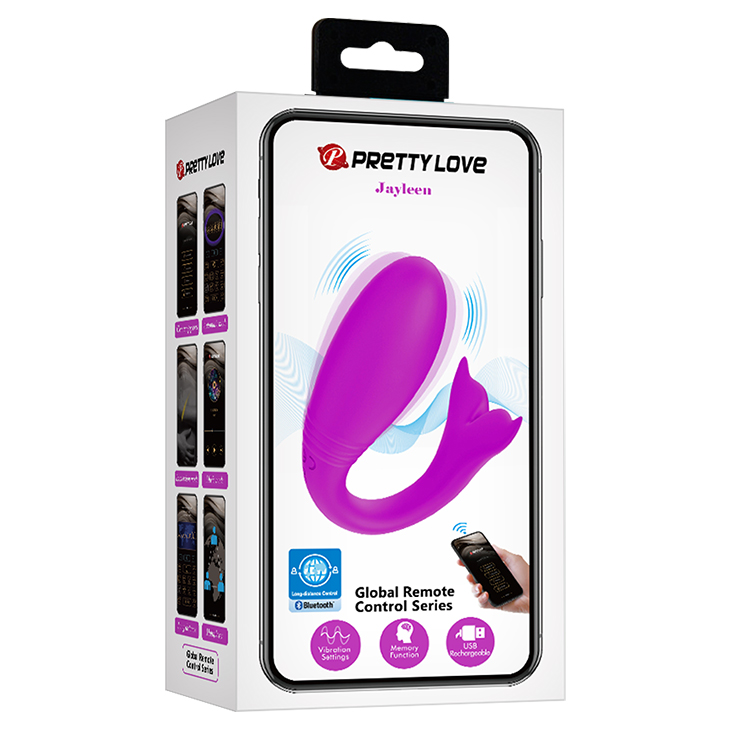 PRETTY LOVE
Jayleen
Long-distance Control
Bluetooth
Global Remote
Control Series
Vibration
Settings
Memory
Function
USB
Rechargeable
PRETTY LOVE
Global Remote
Control Series